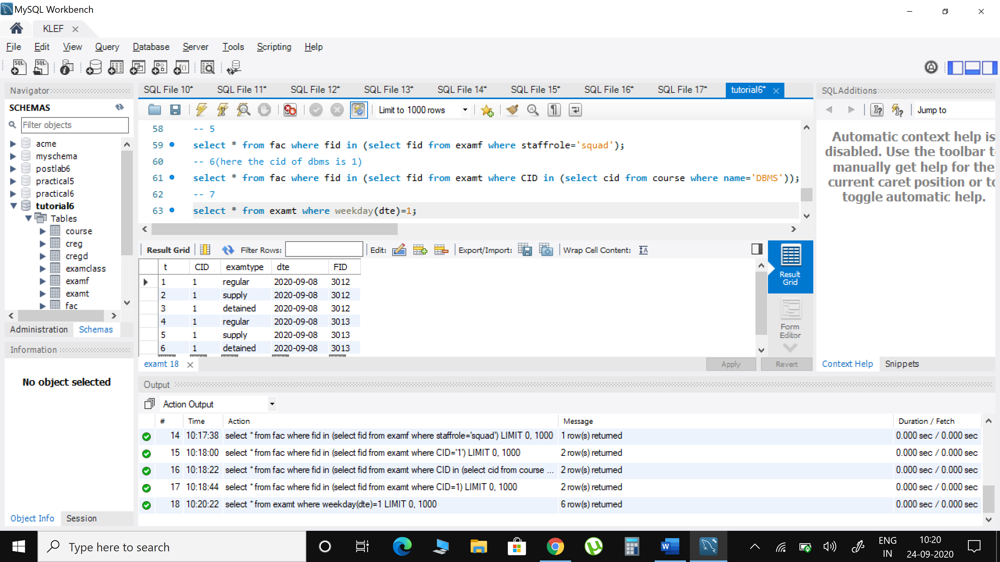 MySQL Workbench
KLEF
File Edit View Query Database Server Tools Scripting Help
Navigator
SCHEMAS
Filter objects
acme
myschema
postlab6
practical5
practical6
tutorial6
Tables
course
creg
cregd
examclass
examf
examt
fac
Administration Schemas
Information
No object selected
Object Info Session
SQL File 10* SQL File 11* SQL File 12* SQL File 13* SQL File 14* SQL File 15* SQL File 16* SQL File 17* tutorial6*
Limit to 1000 rows
58 -- 5
59 select * from fac where fid in (select fid from examf where staffrole='squad');
60 -- 6(here the cid of dbms is 1)
61 select * from fac where fid in (select fid from examt where CID in (select cid from course where name='DBMS'));
62 -- 7
63 select * from examt where weekday(dte)=1;
Result Grid Filter Rows: Edit: Export/Import: Wrap Cell Content:
t CID examtype dte FID
1 1 regular 2020-09-08 3012
2 1 supply 2020-09-08 3012
3 1 detained 2020-09-08 3012
4 1 regular 2020-09-08 3013
5 1 supply 2020-09-08 3013
6 1 detained 2020-09-08 3013
Result
Grid
Form
Editor
examt 18 Apply Revert
SQLAdditions
Jump to
Automatic context help is
disabled. Use the toolbar
manually get help for the
current caret position or
toggle automatic help.
Context Help Snippets
Output
Action Output
# Time Action Message Duration / Fetch
14 10:17:38 select * from fac where fid in (select fid from examf where staffrole='squad') LIMIT 0, 1000 1 row(s) returned 0.000 sec / 0.000 sec
15 10:18:00 select * from fac where fid in (select fid from examt where CID='1') LIMIT 0, 1000 2 row(s) returned 0.000 sec / 0.000 sec
16 10:18:22 select * from fac where fid in (select fid from examt where CID in (select cid from course ... 2 row(s) returned 0.000 sec / 0.000 sec
17 10:18:44 select * from fac where fid in (select fid from examt where CID=1) LIMIT 0, 1000 2 row(s) returned 0.000 sec / 0.000 sec
18 10:20:22 select * from examt where weekday(dte)=1 LIMIT 0, 1000 6 row(s) returned 0.000 sec / 0.000 sec
Type here to search
ENG
IN
10:20
24-09-2020